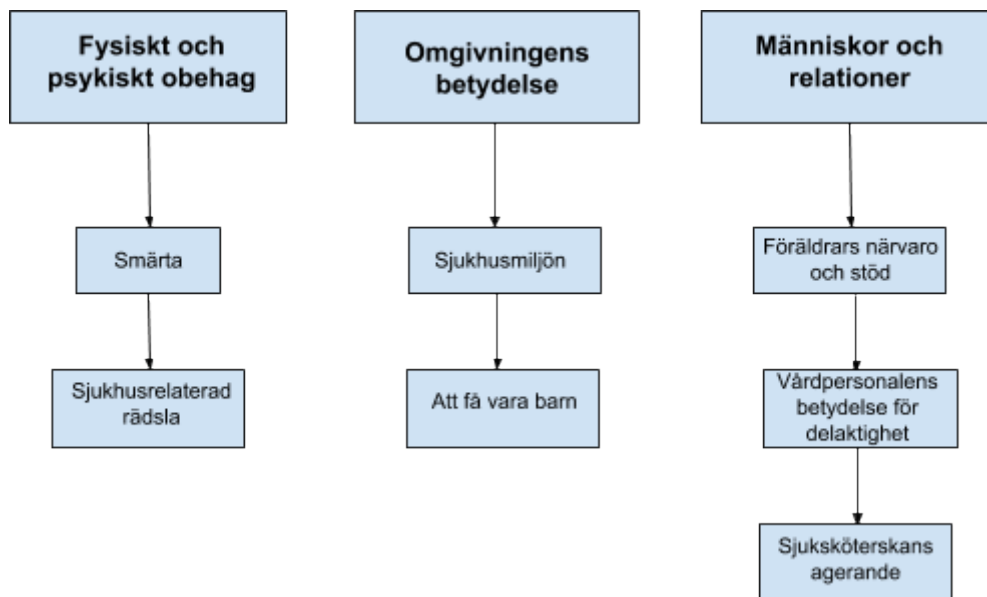 Fysiskt och
psykiskt obehag
Smärta
Sjukhusrelaterad
rädsla
Omgivningens
betydelse
Sjukhusmiljön
Att få vara barn
Människor och
relationer
Föräldrars närvaro
och stöd
Vårdpersonalens
betydelse för
delaktighet
Sjuksköterskans
agerande